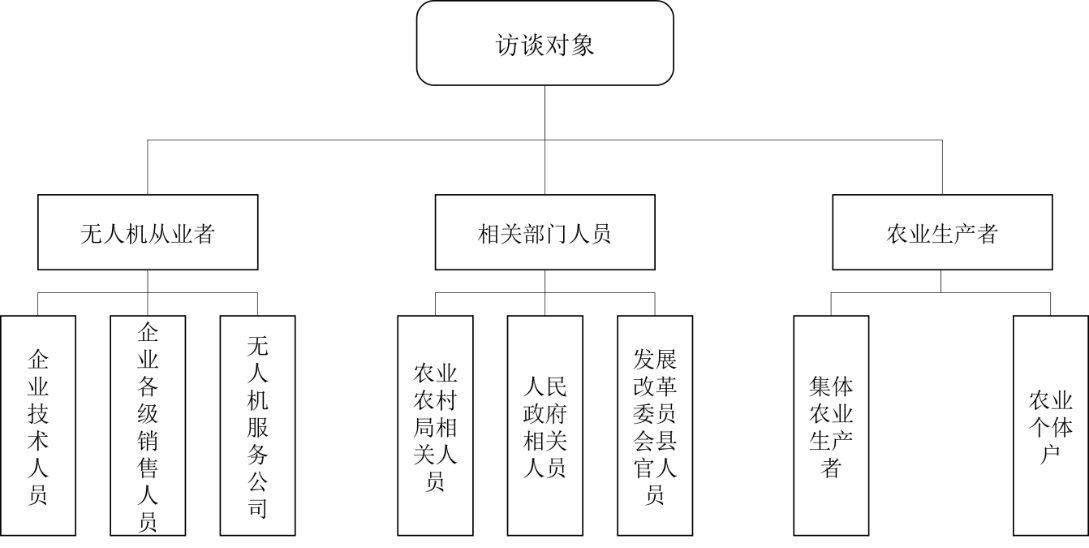 访谈对象
无人机从业者
相关部门人员
农业生产者
企业技术人员
企业各级销售人员
无人机服务公司
农业
农村
局相
关人
员
人民
政府
相关
人员
发展
改革
委员
会县
官人
员
集体
农业
生产
者
农业
个体
户